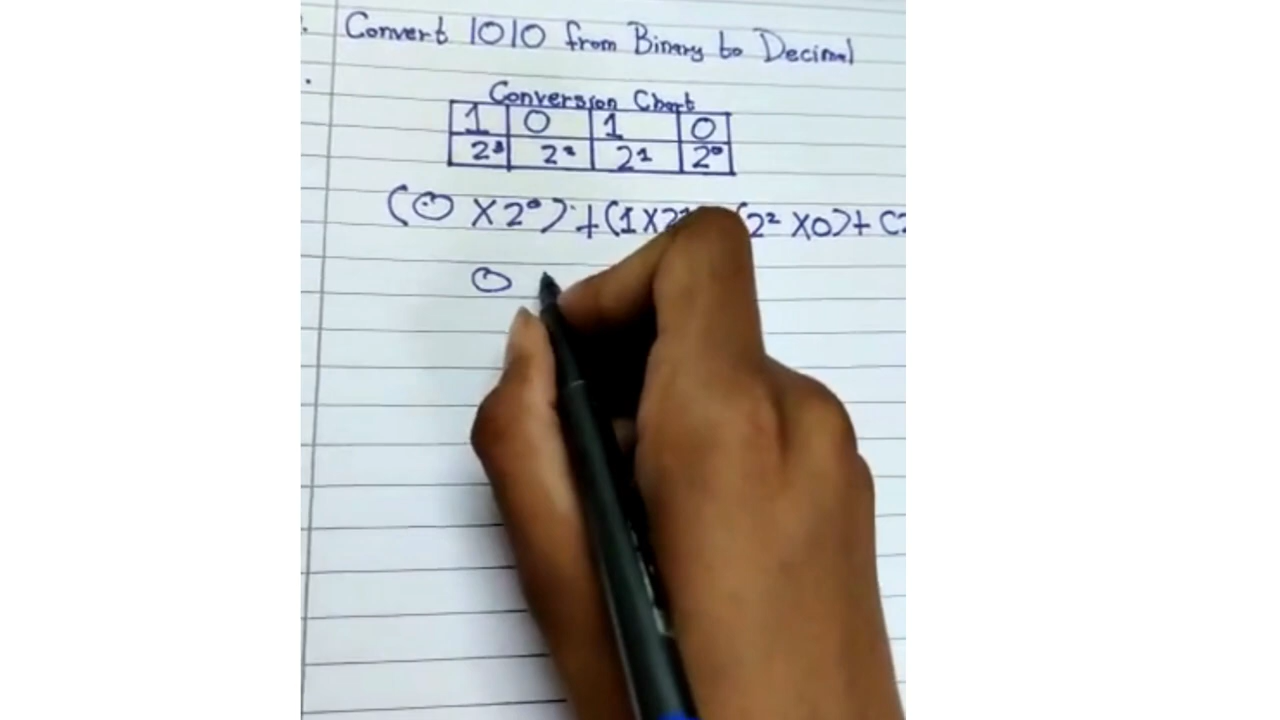 Convert 1010 from Binary to Decimal
Conversion Chart
1 0 1 0
2³ 2² 2¹ 2⁰
(0 X 2⁰) + (1 X 2¹ (2² X 0) + (2
0